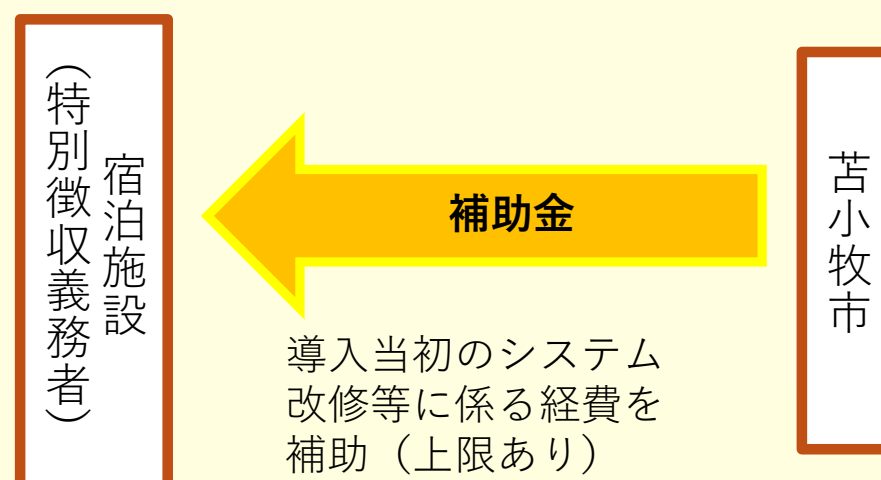 宿泊施設
（特別徴収義務者）
補助金
導入当初のシステム
改修等に係る経費を
補助（上限あり）
苫小牧市